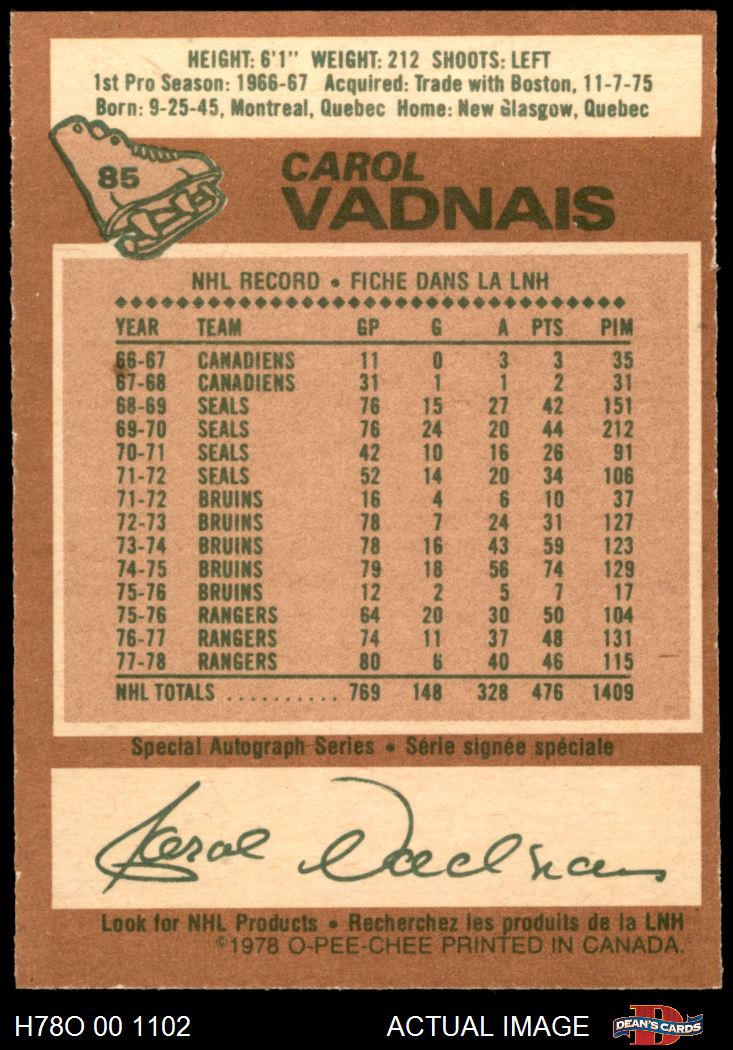 HEIGHT: 6'1" WEIGHT: 212 SHOOTS: LEFT
1st Pro Season: 1966-67 Acquired: Trade with Boston, 11-7-75
Born: 9-25-45, Montreal, Quebec Home: New Glasgow, Quebec
85
CAROL
VADNAIS
NHL RECORD • FICHE DANS LA LNH
YEAR TEAM GP G A PTS PIM
66-67 CANADIENS 11 0 3 3 35
67-68 CANADIENS 31 1 1 2 31
68-69 SEALS 76 15 27 42 151
69-70 SEALS 76 24 20 44 212
70-71 SEALS 42 10 16 26 91
71-72 SEALS 52 14 20 34 106
71-72 BRUINS 16 4 6 10 37
72-73 BRUINS 78 7 24 31 127
73-74 BRUINS 78 16 43 59 123
74-75 BRUINS 79 18 56 74 129
75-76 BRUINS 12 2 5 7 17
75-76 RANGERS 64 20 30 50 104
76-77 RANGERS 74 11 37 48 131
77-78 RANGERS 80 6 40 46 115
NHL TOTALS .......... 769 148 328 476 1409
Special Autograph Series • Série signée spéciale
Carol Vadnais
Look for NHL Products • Recherchez les produits de la LNH
©1978 O-PEE-CHEE PRINTED IN CANADA.
H78O 00 1102 ACTUAL IMAGE D DEAN'S CARDS